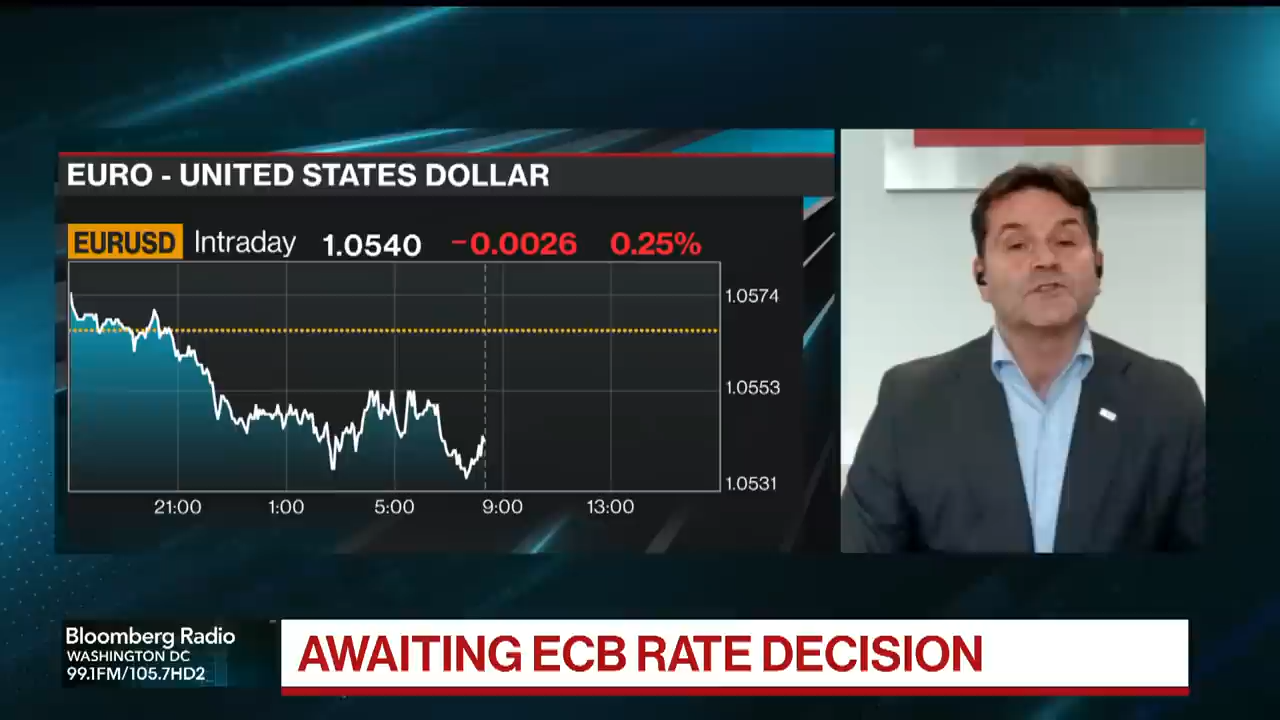 EURO - UNITED STATES DOLLAR
EURUSD Intraday 1.0540 -0.0026 0.25%
1.0574
1.0553
1.0531
21:00 1:00 5:00 9:00 13:00
Bloomberg Radio
WASHINGTON DC
99.1FM/105.7HD2
AWAITING ECB RATE DECISION